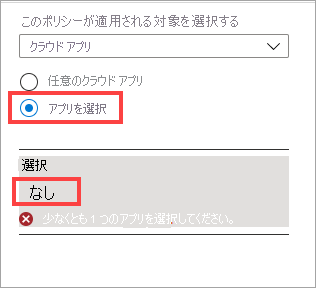 このポリシーが適用される対象を選択する
クラウド アプリ
任意のクラウド アプリ
アプリを選択
選択
なし
少なくとも 1 つのアプリを選択してください。